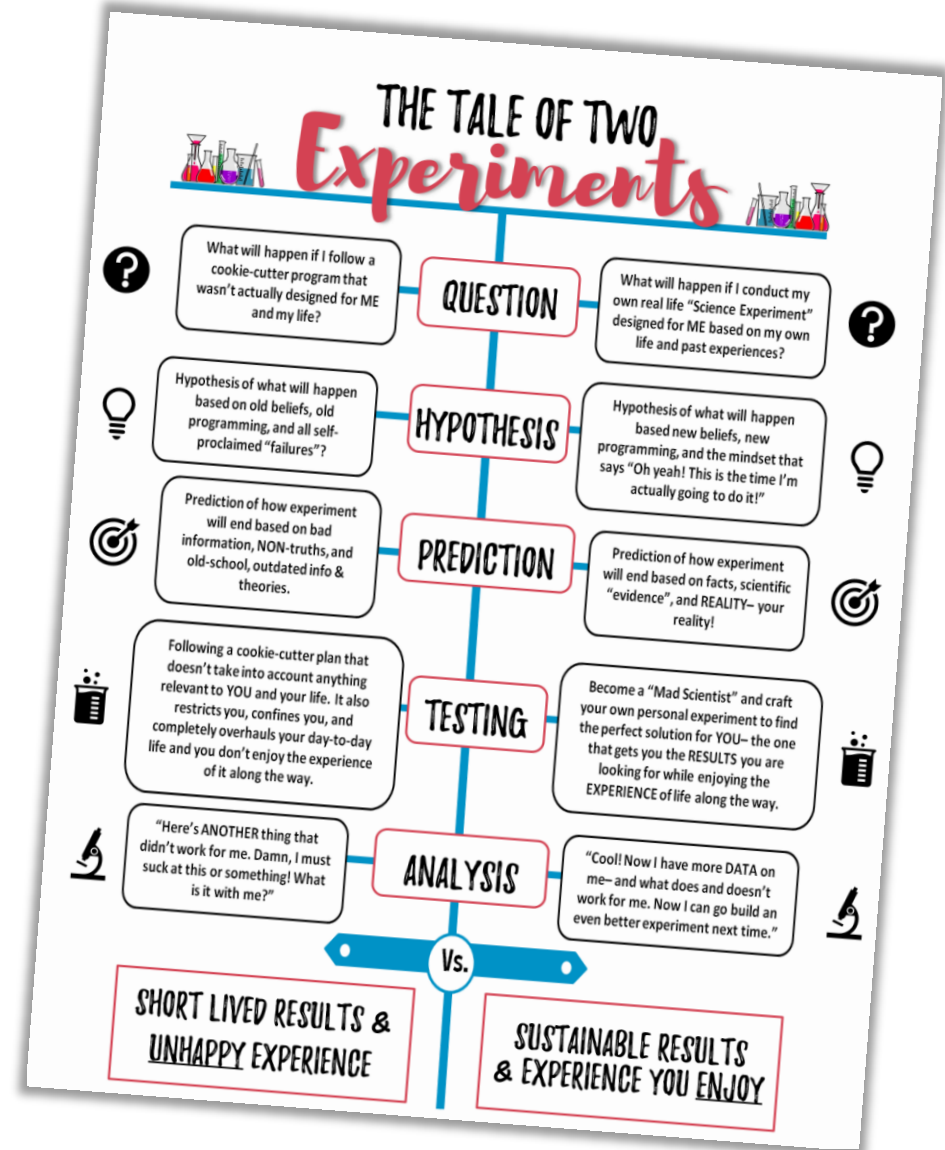 THE TALE OF TWO
Experiments
What will happen if I follow a
cookie-cutter program that
wasn't actually designed for ME
and my life?
QUESTION
What will happen if I conduct my
own real life “Science Experiment”
designed for ME based on my own
life and past experiences?
Hypothesis of what will happen
based on old beliefs, old
programming, and all self-
proclaimed “failures”?
HYPOTHESIS
Hypothesis of what will happen
based new beliefs, new
programming, and the mindset that
says “Oh yeah! This is the time I'm
actually going to do it!”
Prediction of how experiment
will end based on bad
information, NON-truths, and
old-school, outdated info &
theories.
PREDICTION
Prediction of how experiment
will end based on facts, scientific
“evidence”, and REALITY– your
reality!
Following a cookie-cutter plan that
doesn't take into account anything
relevant to YOU and your life. It also
restricts you, confines you, and
completely overhauls your day-to-day
life and you don't enjoy the experience
of it along the way.
TESTING
Become a “Mad Scientist” and craft
your own personal experiment to find
the perfect solution for YOU– the one
that gets you the RESULTS you are
looking for while enjoying the
EXPERIENCE of life along the way.
“Here's ANOTHER thing that
didn't work for me. Damn, I must
suck at this or something! What
is it with me?”
ANALYSIS
“Cool! Now I have more DATA on
me– and what does and doesn't
work for me. Now I can go build an
even better experiment next time.”
Vs.
SHORT LIVED RESULTS &
UNHAPPY EXPERIENCE
SUSTAINABLE RESULTS
& EXPERIENCE YOU ENJOY